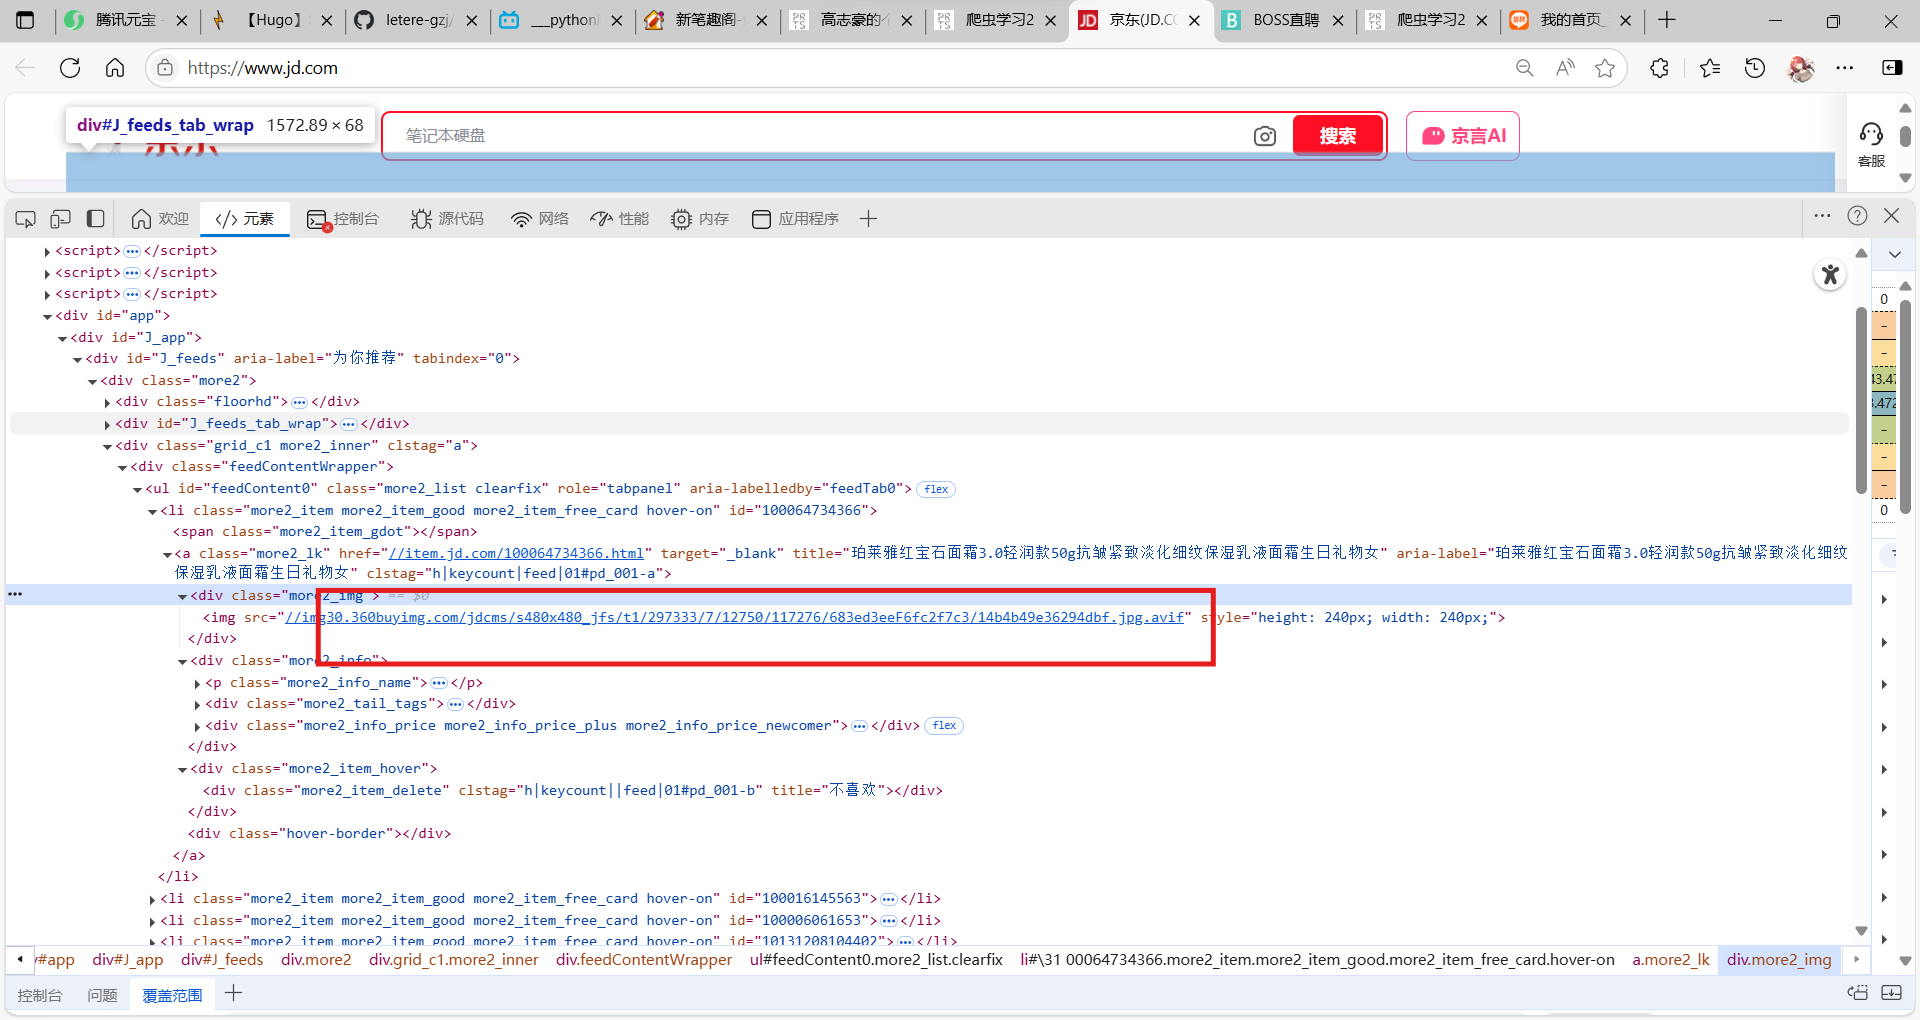 腾讯元宝
【Hugo】
letere-gzj/
___python
新笔趣阁-
高志豪的
爬虫学习2
京东(JD.C
BOSS直聘
爬虫学习2
我的首页_
https://www.jd.com
div#J_feeds_tab_wrap 1572.89 × 68
笔记本硬盘
搜索
京言AI
客服
欢迎
</> 元素
控制台
源代码
网络
性能
内存
应用程序
<script> ••• </script>
<script> ••• </script>
<script> ••• </script>
<div id="app">
<div id="J_app">
<div id="J_feeds" aria-label="为你推荐" tabindex="0">
<div class="more2">
<div class="floorhd"> ••• </div>
<div id="J_feeds_tab_wrap"> ••• </div>
<div class="grid_c1 more2_inner" clstag="a">
<div class="feedContentWrapper">
<ul id="feedContent0" class="more2_list clearfix" role="tabpanel" aria-labelledby="feedTab0"> flex
<li class="more2_item more2_item_good more2_item_free_card hover-on" id="100064734366">
<span class="more2_item_gdot"></span>
<a class="more2_lk" href="//item.jd.com/100064734366.html" target="_blank" title="珀莱雅红宝石面霜3.0轻润款50g抗皱紧致淡化细纹保湿乳液面霜生日礼物女" aria-label="珀莱雅红宝石面霜3.0轻润款50g抗皱紧致淡化细纹
保湿乳液面霜生日礼物女" clstag="h|keycount|feed|01#pd_001-a">
••• <div class="more2_img"> == $0
<img src="//img30.360buyimg.com/jdcms/s480x480_jfs/t1/297333/7/12750/117276/683ed3eeF6fc2f7c3/14b4b49e36294dbf.jpg.avif" style="height: 240px; width: 240px;">
</div>
<div class="more2_info">
<p class="more2_info_name"> ••• </p>
<div class="more2_tail_tags"> ••• </div>
<div class="more2_info_price more2_info_price_plus more2_info_price_newcomer"> ••• </div> flex
</div>
<div class="more2_item_hover">
<div class="more2_item_delete" clstag="h|keycount||feed|01#pd_001-b" title="不喜欢"></div>
</div>
<div class="hover-border"></div>
</a>
</li>
<li class="more2_item more2_item_good more2_item_free_card hover-on" id="100016145563"> ••• </li>
<li class="more2_item more2_item_good more2_item_free_card hover-on" id="100006061653"> ••• </li>
<li class="more2_item more2_item_good more2_item_free_card hover-on" id="10131208104402"> ••• </li>
0
-
-
43.47
.472
-
-
-
0
#app div#J_app div#J_feeds div.more2 div.grid_c1.more2_inner div.feedContentWrapper ul#feedContent0.more2_list.clearfix li#\31 00064734366.more2_item.more2_item_good.more2_item_free_card.hover-on a.more2_lk div.more2_img
控制台 问题 覆盖范围